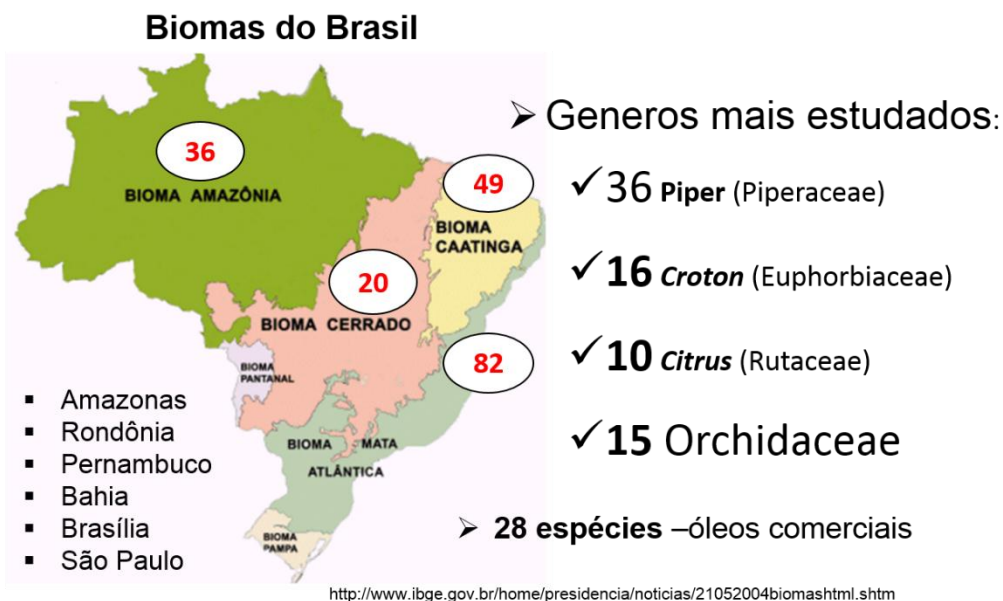 Biomas do Brasil
36
BIOMA AMAZÔNIA
49
BIOMA
CAATINGA
20
BIOMA CERRADO
82
BIOMA
PANTANAL
BIOMA MATA
ATLÂNTICA
BIOMA
PAMPA
▪ Amazonas
▪ Rondônia
▪ Pernambuco
▪ Bahia
▪ Brasília
▪ São Paulo
➢ Generos mais estudados:
✓36 Piper (Piperaceae)
✓16 Croton (Euphorbiaceae)
✓10 Citrus (Rutaceae)
✓15 Orchidaceae
➢ 28 espécies –óleos comerciais
http://www.ibge.gov.br/home/presidencia/noticias/21052004biomashtml.shtm